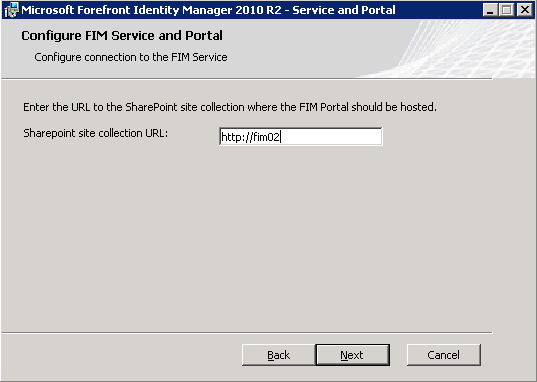 Microsoft Forefront Identity Manager 2010 R2 - Service and Portal
Configure FIM Service and Portal
Configure connection to the FIM Service
Enter the URL to the SharePoint site collection where the FIM Portal should be hosted.
Sharepoint site collection URL: http://fim02
Back Next Cancel